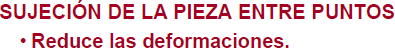 SUJECIÓN DE LA PIEZA ENTRE PUNTOS
• Reduce las deformaciones.